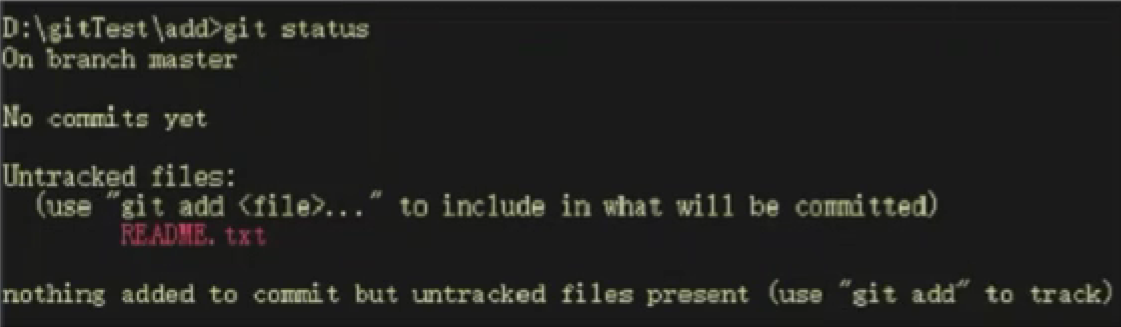 D:\gitTest\add>git status
On branch master
No commits yet
Untracked files:
(use "git add <file>..." to include in what will be committed)
README.txt
nothing added to commit but untracked files present (use "git add" to track)